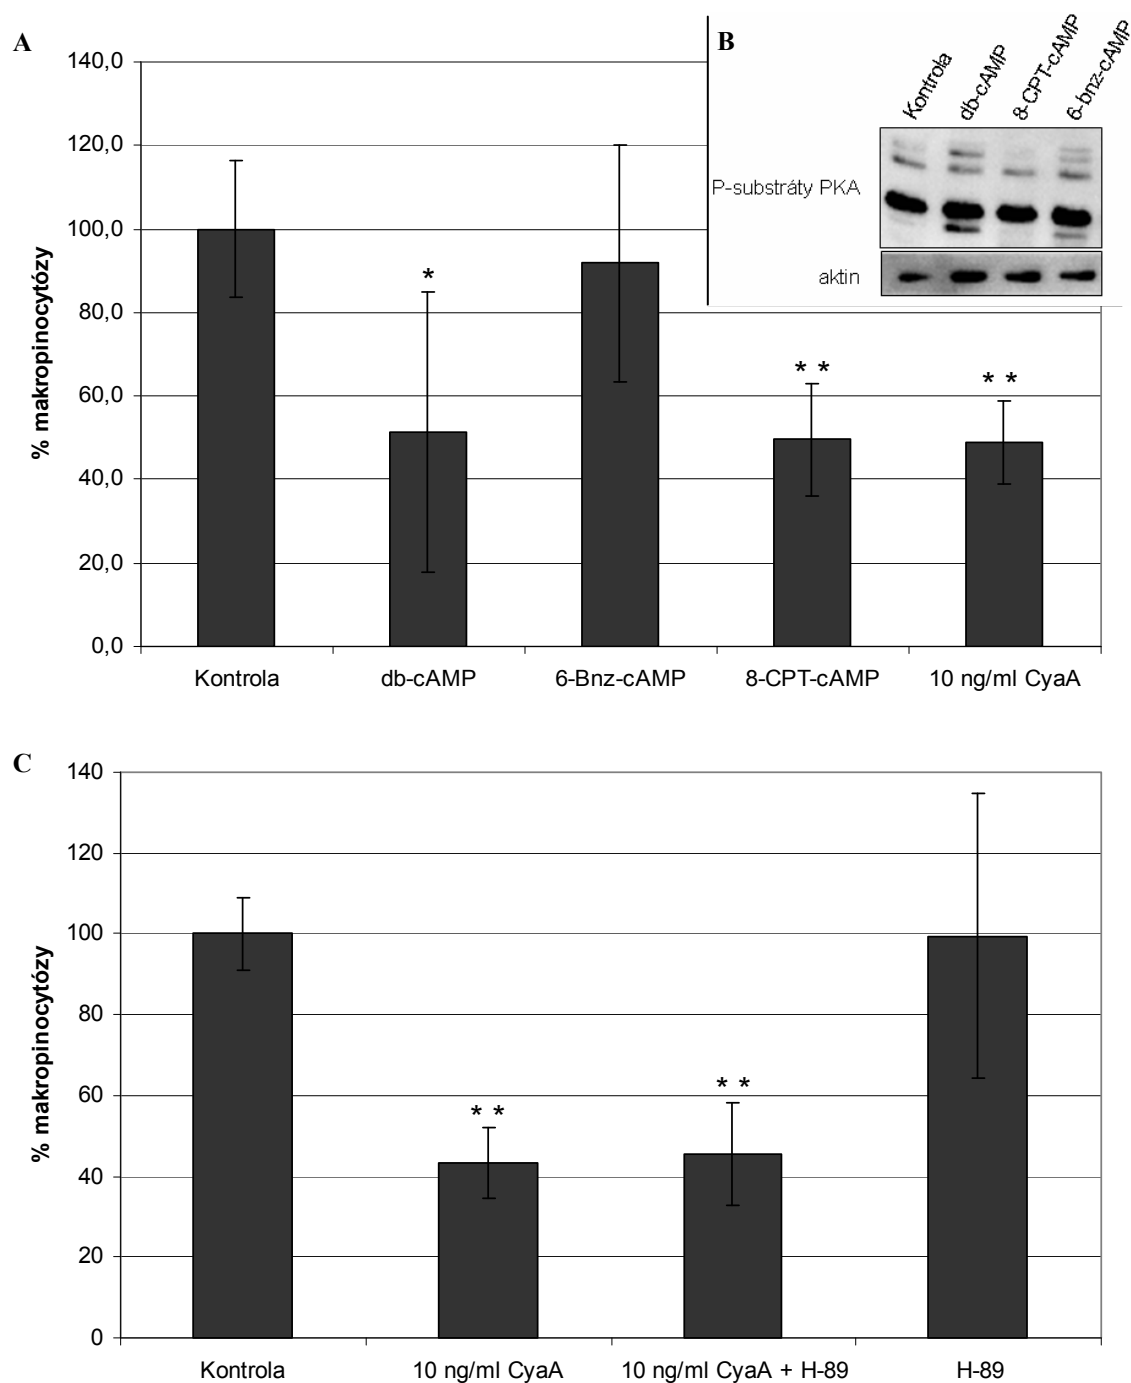 A
140,0
120,0
100,0
80,0
60,0
40,0
20,0
0,0
% makropinocytózy
*
* *
* *
Kontrola
db-cAMP
6-Bnz-cAMP
8-CPT-cAMP
10 ng/ml CyaA
B
Kontrola
db-cAMP
8-CPT-cAMP
6-bnz-cAMP
P-substráty PKA
aktin
C
140
120
100
80
60
40
20
0
% makropinocytózy
* *
* *
Kontrola
10 ng/ml CyaA
10 ng/ml CyaA + H-89
H-89